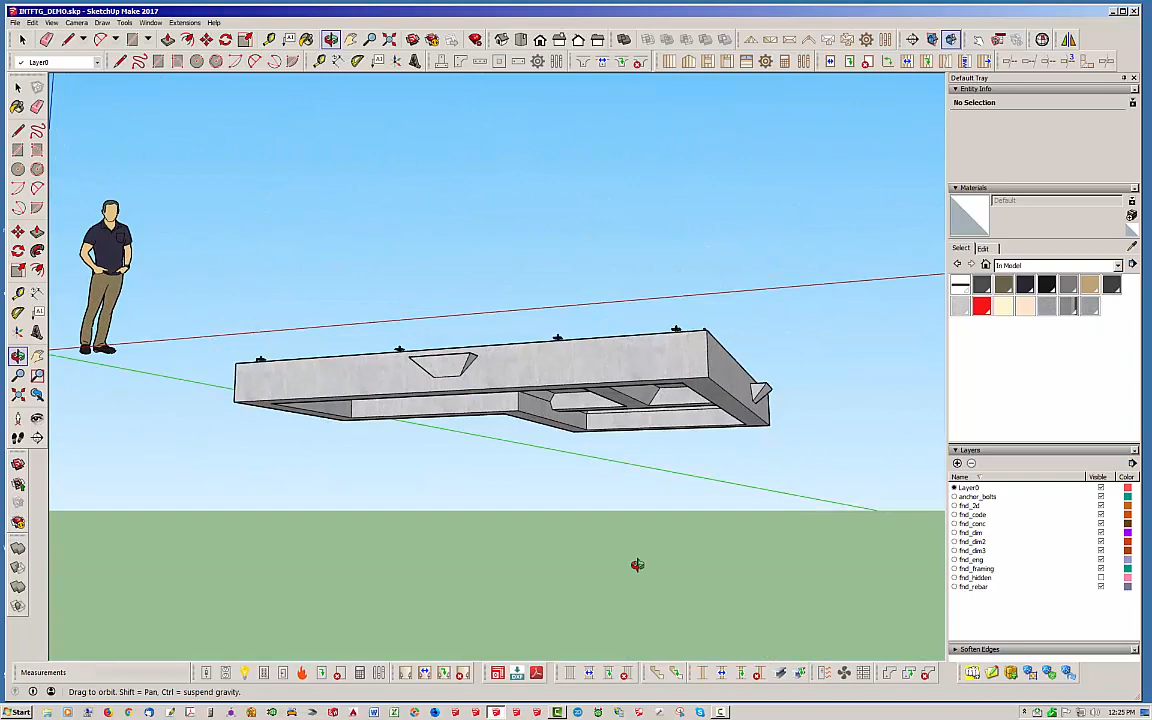 INTFTG_DEMO.skp - SketchUp Make 2017
File Edit View Camera Draw Tools Window Extensions Help
Layer0
Default Tray
Entity Info
No Selection
Materials
Default
Select Edit
In Model
Layers
Name Visible Color
Layer0
anchor_bolts
fnd_2d
fnd_code
fnd_conc
fnd_dim
fnd_dim2
fnd_dim3
fnd_eng
fnd_framing
fnd_hidden
fnd_rebar
Soften Edges
Measurements
Drag to orbit. Shift = Pan, Ctrl = suspend gravity.
Start
12:25 PM